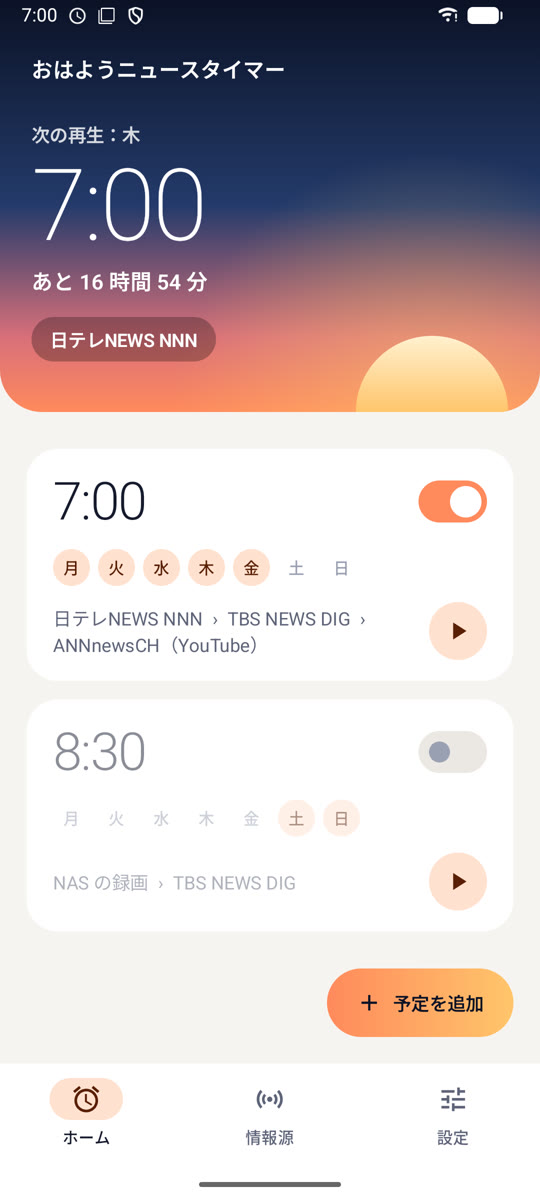 7:00
おはようニュースタイマー
次の再生：木
7:00
あと 16 時間 54 分
日テレNEWS NNN
7:00
月 火 水 木 金 土 日
日テレNEWS NNN › TBS NEWS DIG ›
ANNnewsCH（YouTube）
8:30
月 火 水 木 金 土 日
NAS の録画 › TBS NEWS DIG
+ 予定を追加
ホーム 情報源 設定